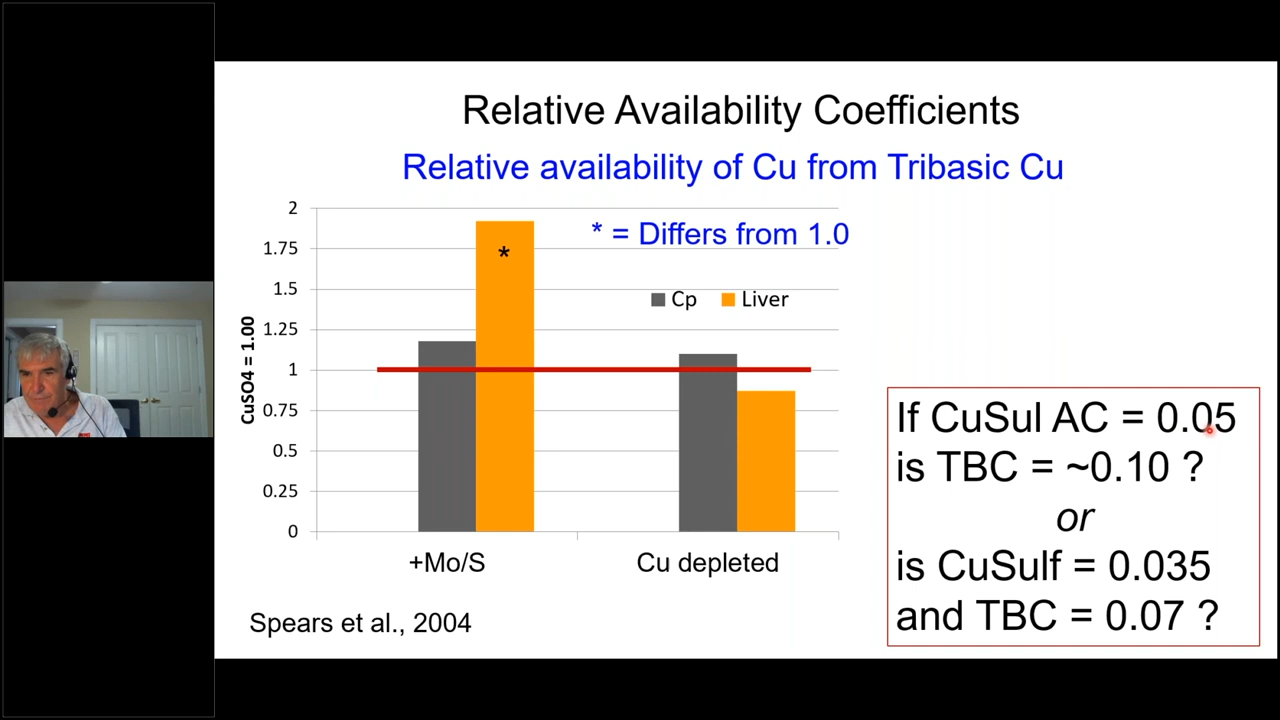 Relative Availability Coefficients
Relative availability of Cu from Tribasic Cu
* = Differs from 1.0
Cp
Liver
CuSO4 = 1.00
2
1.75
1.5
1.25
1
0.75
0.5
0.25
0
*
+Mo/S
Cu depleted
Spears et al., 2004
If CuSul AC = 0.05
is TBC = ~0.10 ?
or
is CuSulf = 0.035
and TBC = 0.07 ?